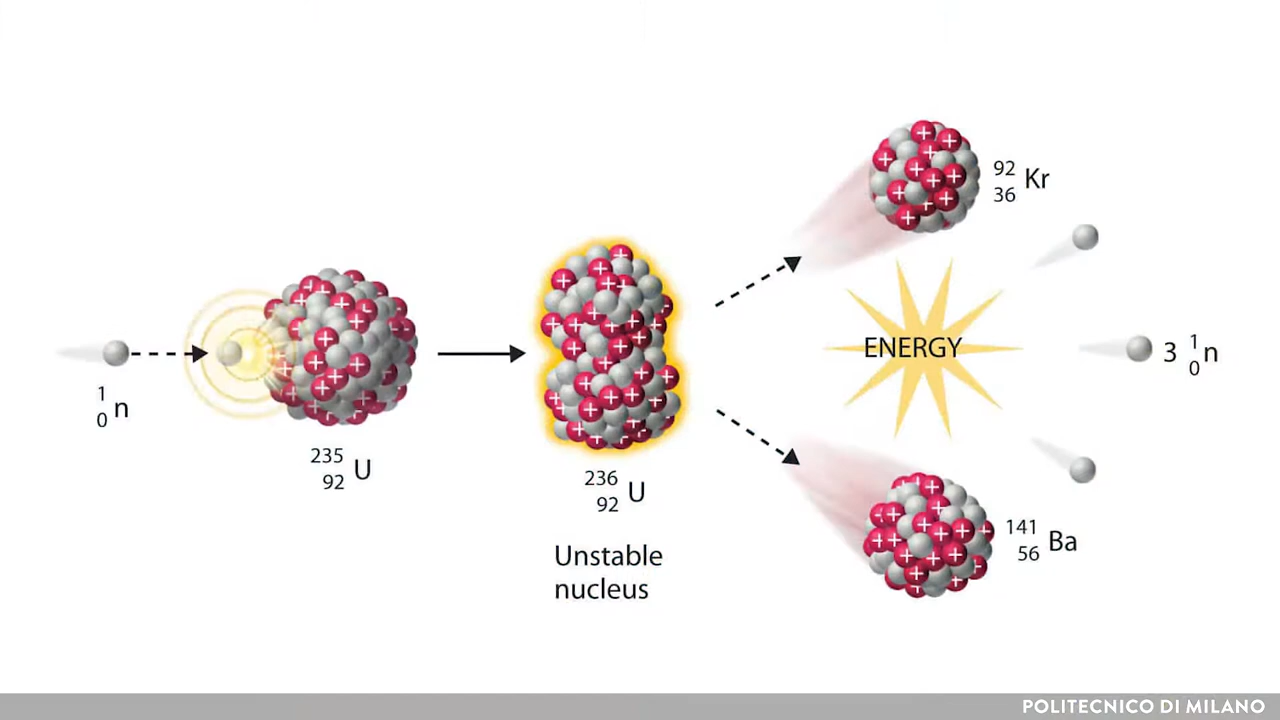 1
0 n
235
92 U
236
92 U
Unstable
nucleus
92
36 Kr
ENERGY
3 1
0 n
141
56 Ba
POLITECNICO DI MILANO